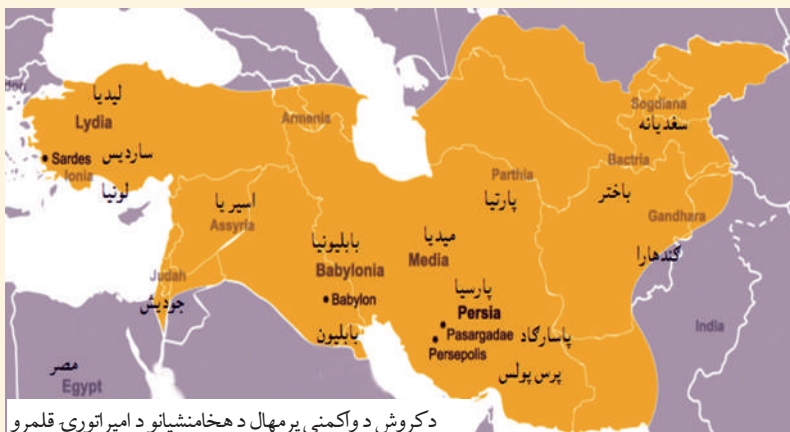 لیدیا
Lydia
Armenia
Sogdiana
سغدیانه
ساردیس
Sardes
Ionia
لونیا
Bactria
باختر
Parthia
پارتیا
اسیریا
Assyria
Gandhara
ګندهارا
میدیا
Media
بابلیونیا
Babylonia
Judah
جودیش
Babylon
بابلیون
پارسیا
Persia
Pasargadae
پاسارګاد
Persepolis
پرس پولس
India
مصر
Egypt
د کروش د واکمنۍ پرمهال د هخامنشیانو د امپراتورۍ قلمرو